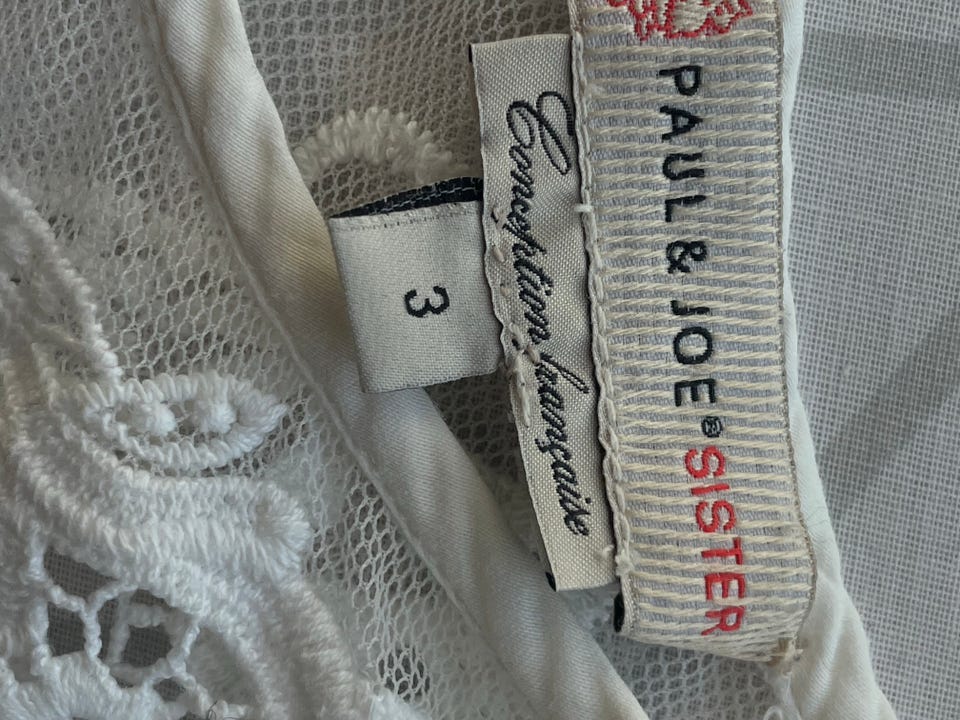 PAUL & JOE® SISTER
Conception française
3